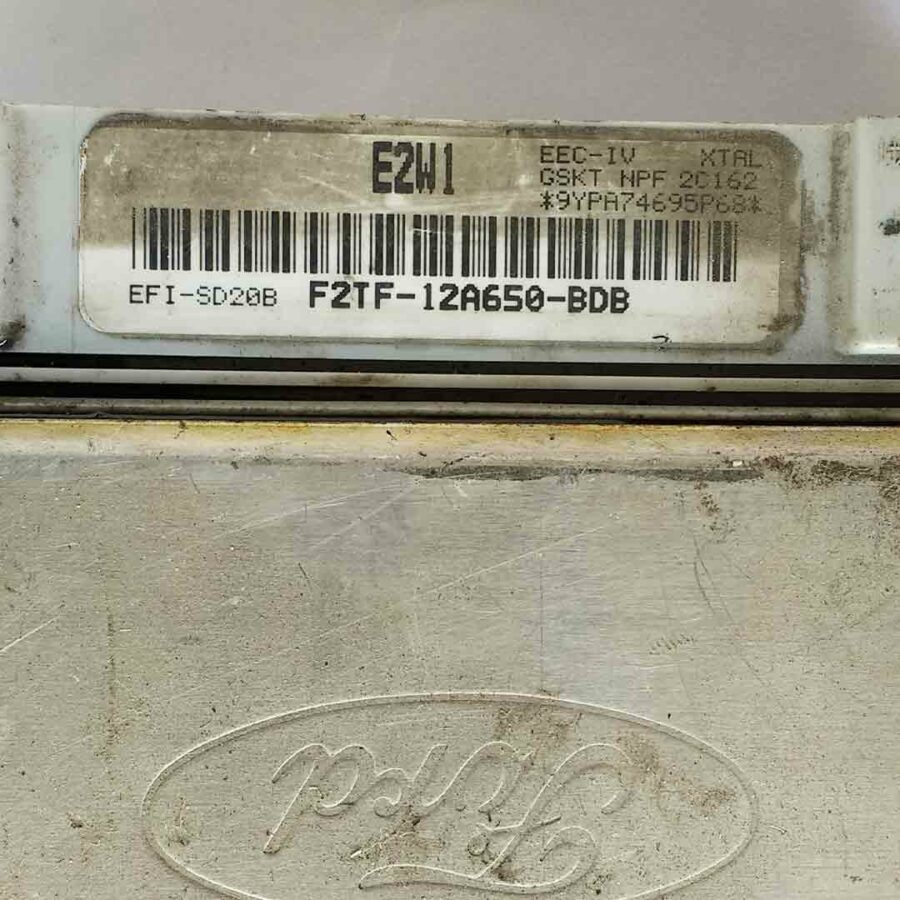 E2W1
EEC-IV XTAL
GSKT NPF 2C162
*9YPA74695P68*
EFI-SD20B F2TF-12A650-BDB
Ford